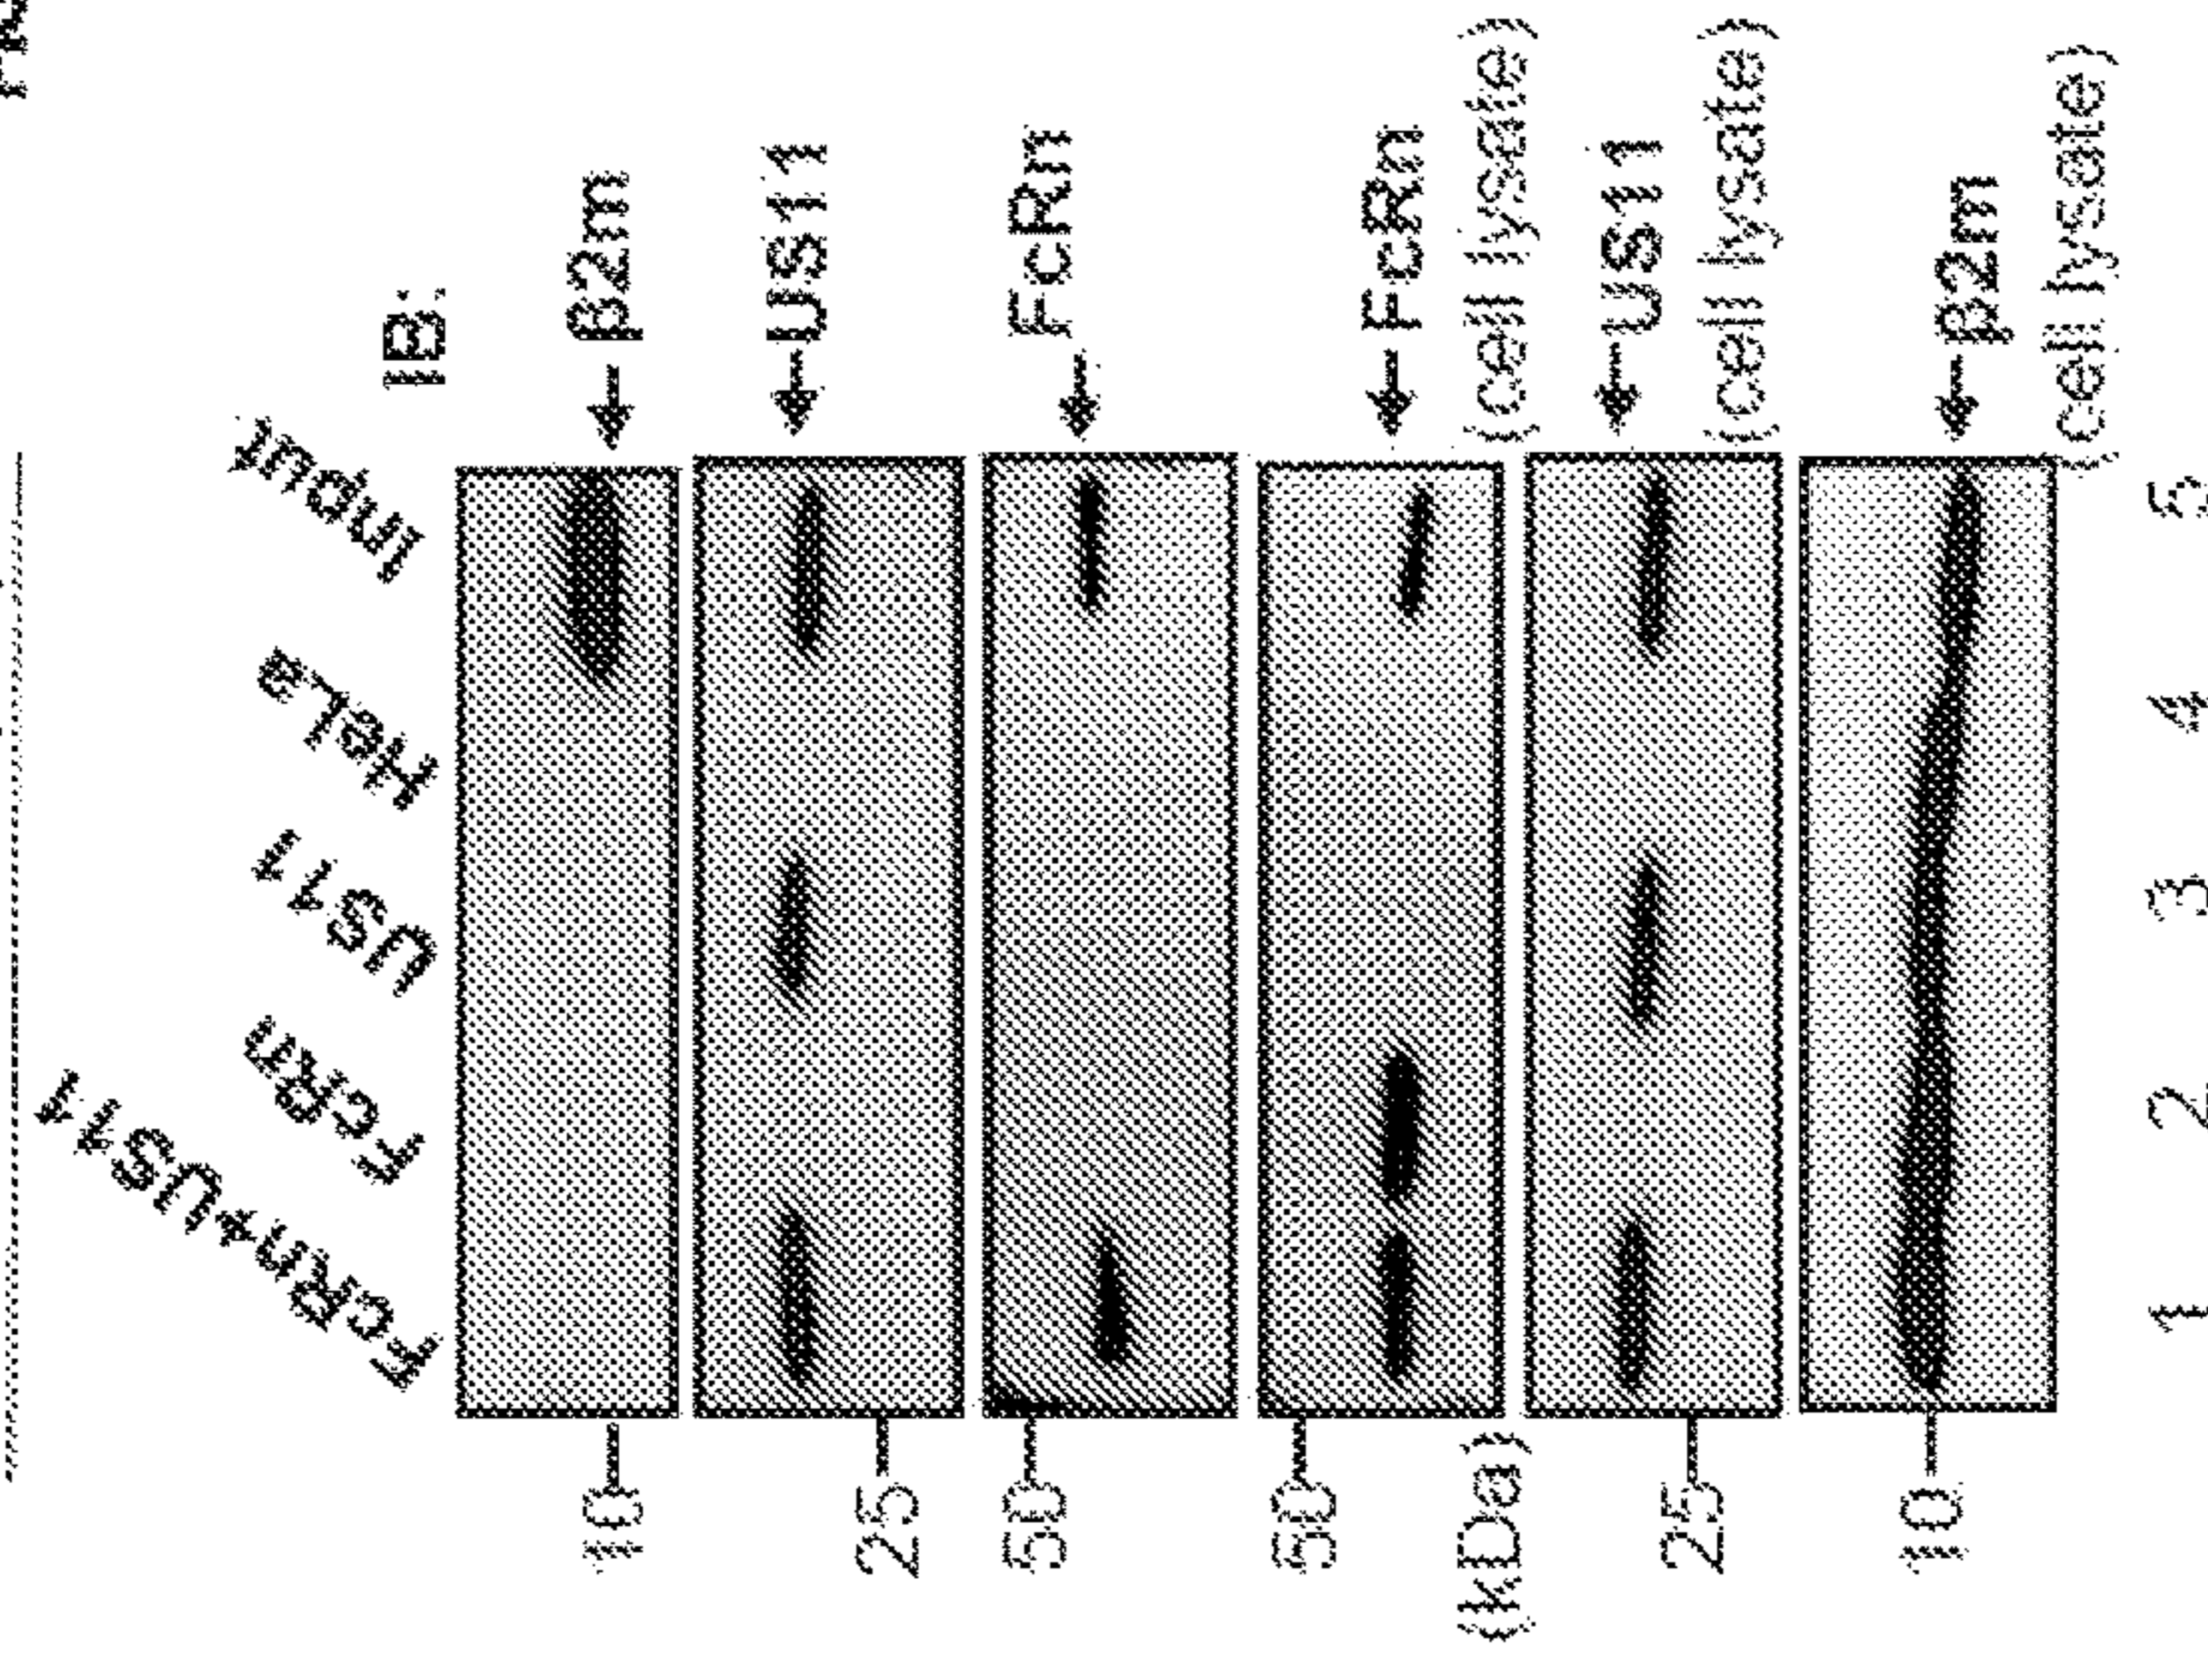 FcRn+US11
FcRn
US11
HeLa
Input
IB:
10
β2m
25
US11
50
FcRn
50
FcRn
(kDa)
(cell lysate)
25
US11
(cell lysate)
10
β2m
(cell lysate)
1 2 3 4 5